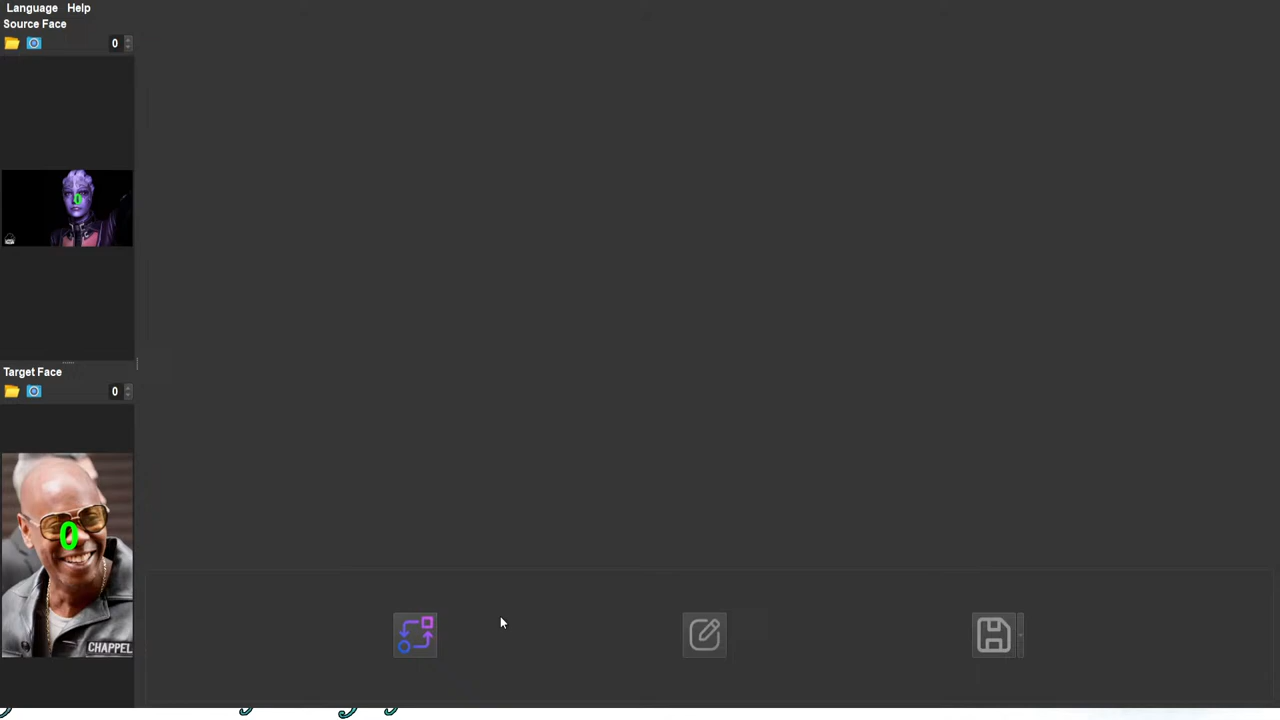 Language Help
Source Face
0
0
Target Face
0
0
CHAPPEL